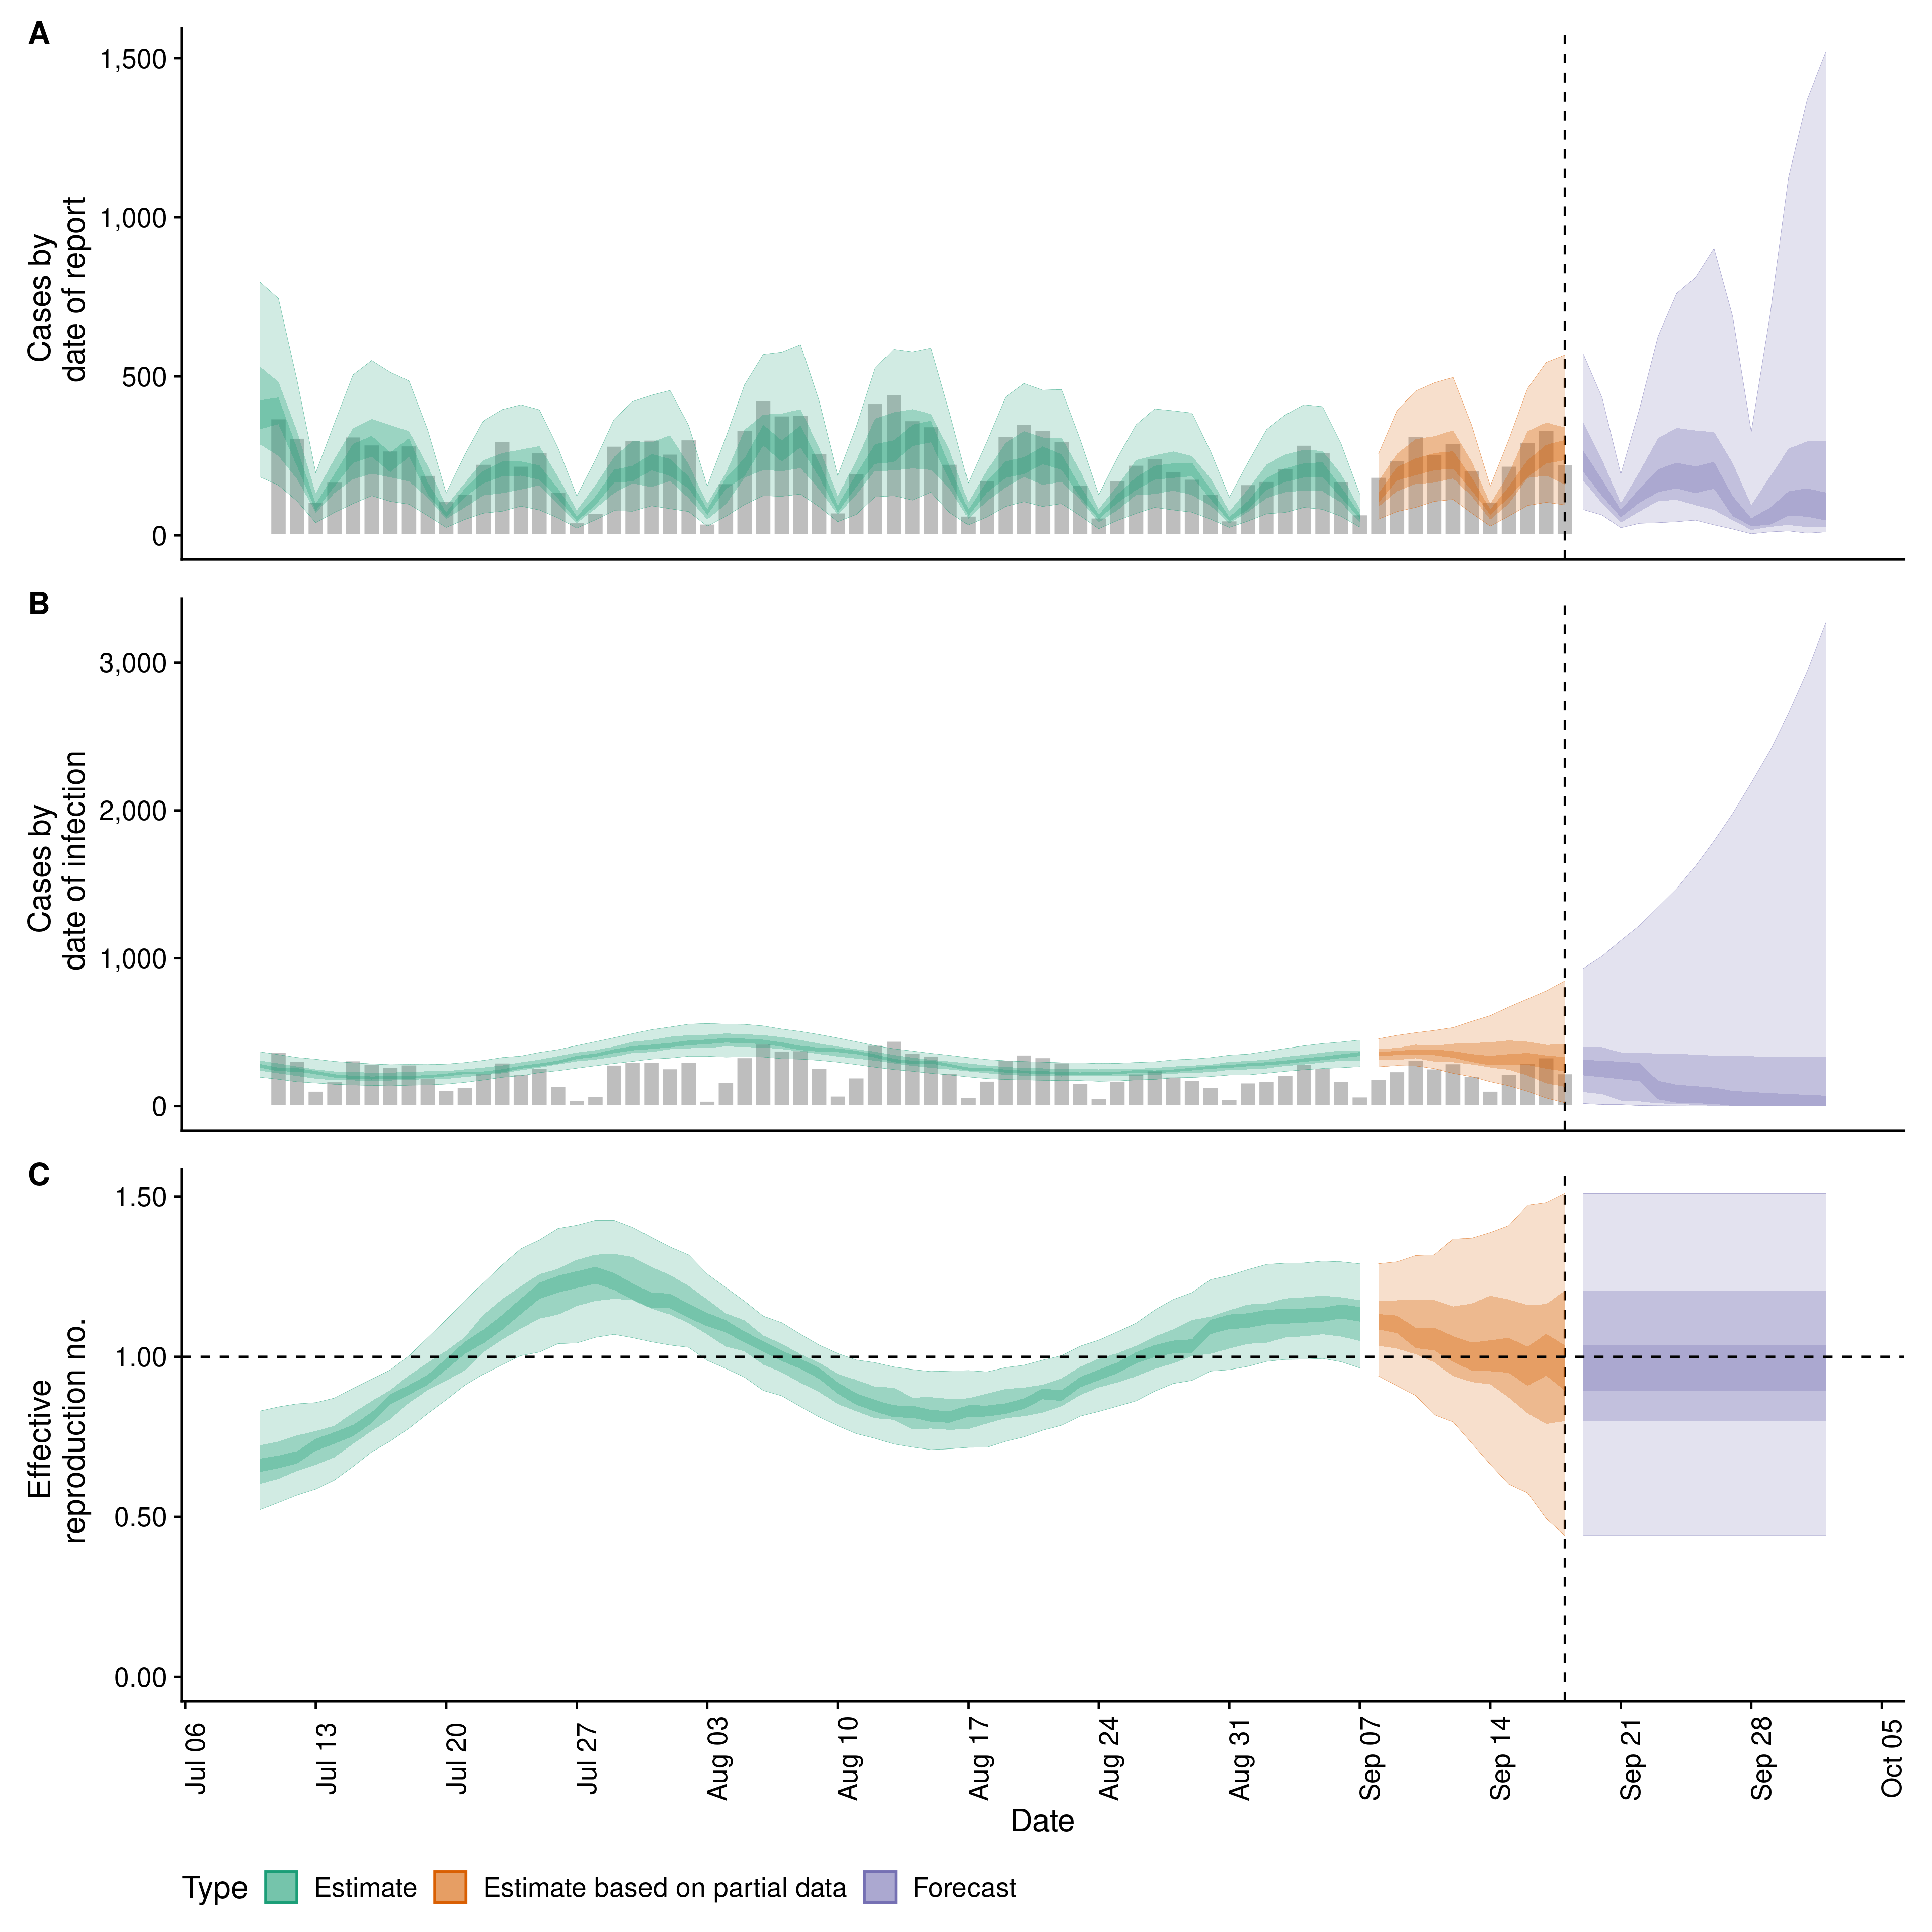 A
Cases by
date of report
1,500
1,000
500
0
B
Cases by
date of infection
3,000
2,000
1,000
0
C
Effective
reproduction no.
1.50
1.00
0.50
0.00
Jul 06
Jul 13
Jul 20
Jul 27
Aug 03
Aug 10
Aug 17
Aug 24
Aug 31
Sep 07
Sep 14
Sep 21
Sep 28
Oct 05
Date
Type Estimate Estimate based on partial data Forecast